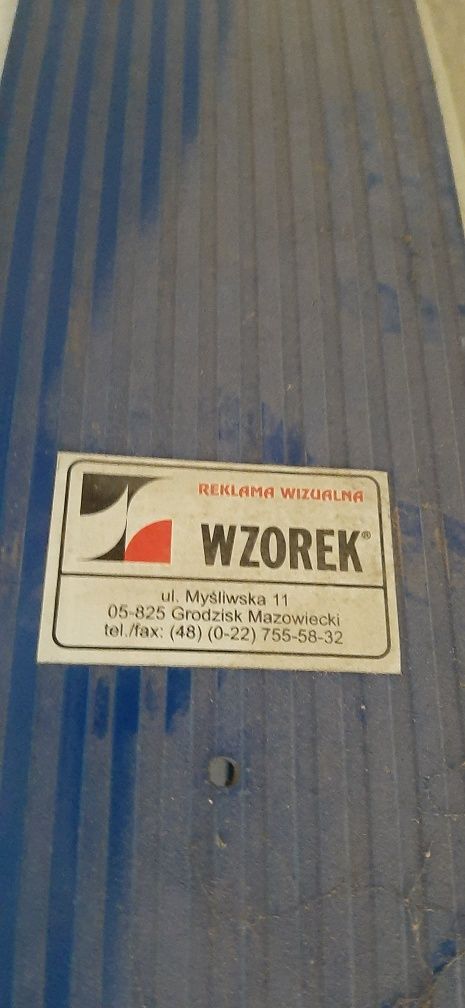 REKLAMA WIZUALNA
WZOREK®
ul. Myśliwska 11
05-825 Grodzisk Mazowiecki
tel./fax: (48) (0-22) 755-58-32